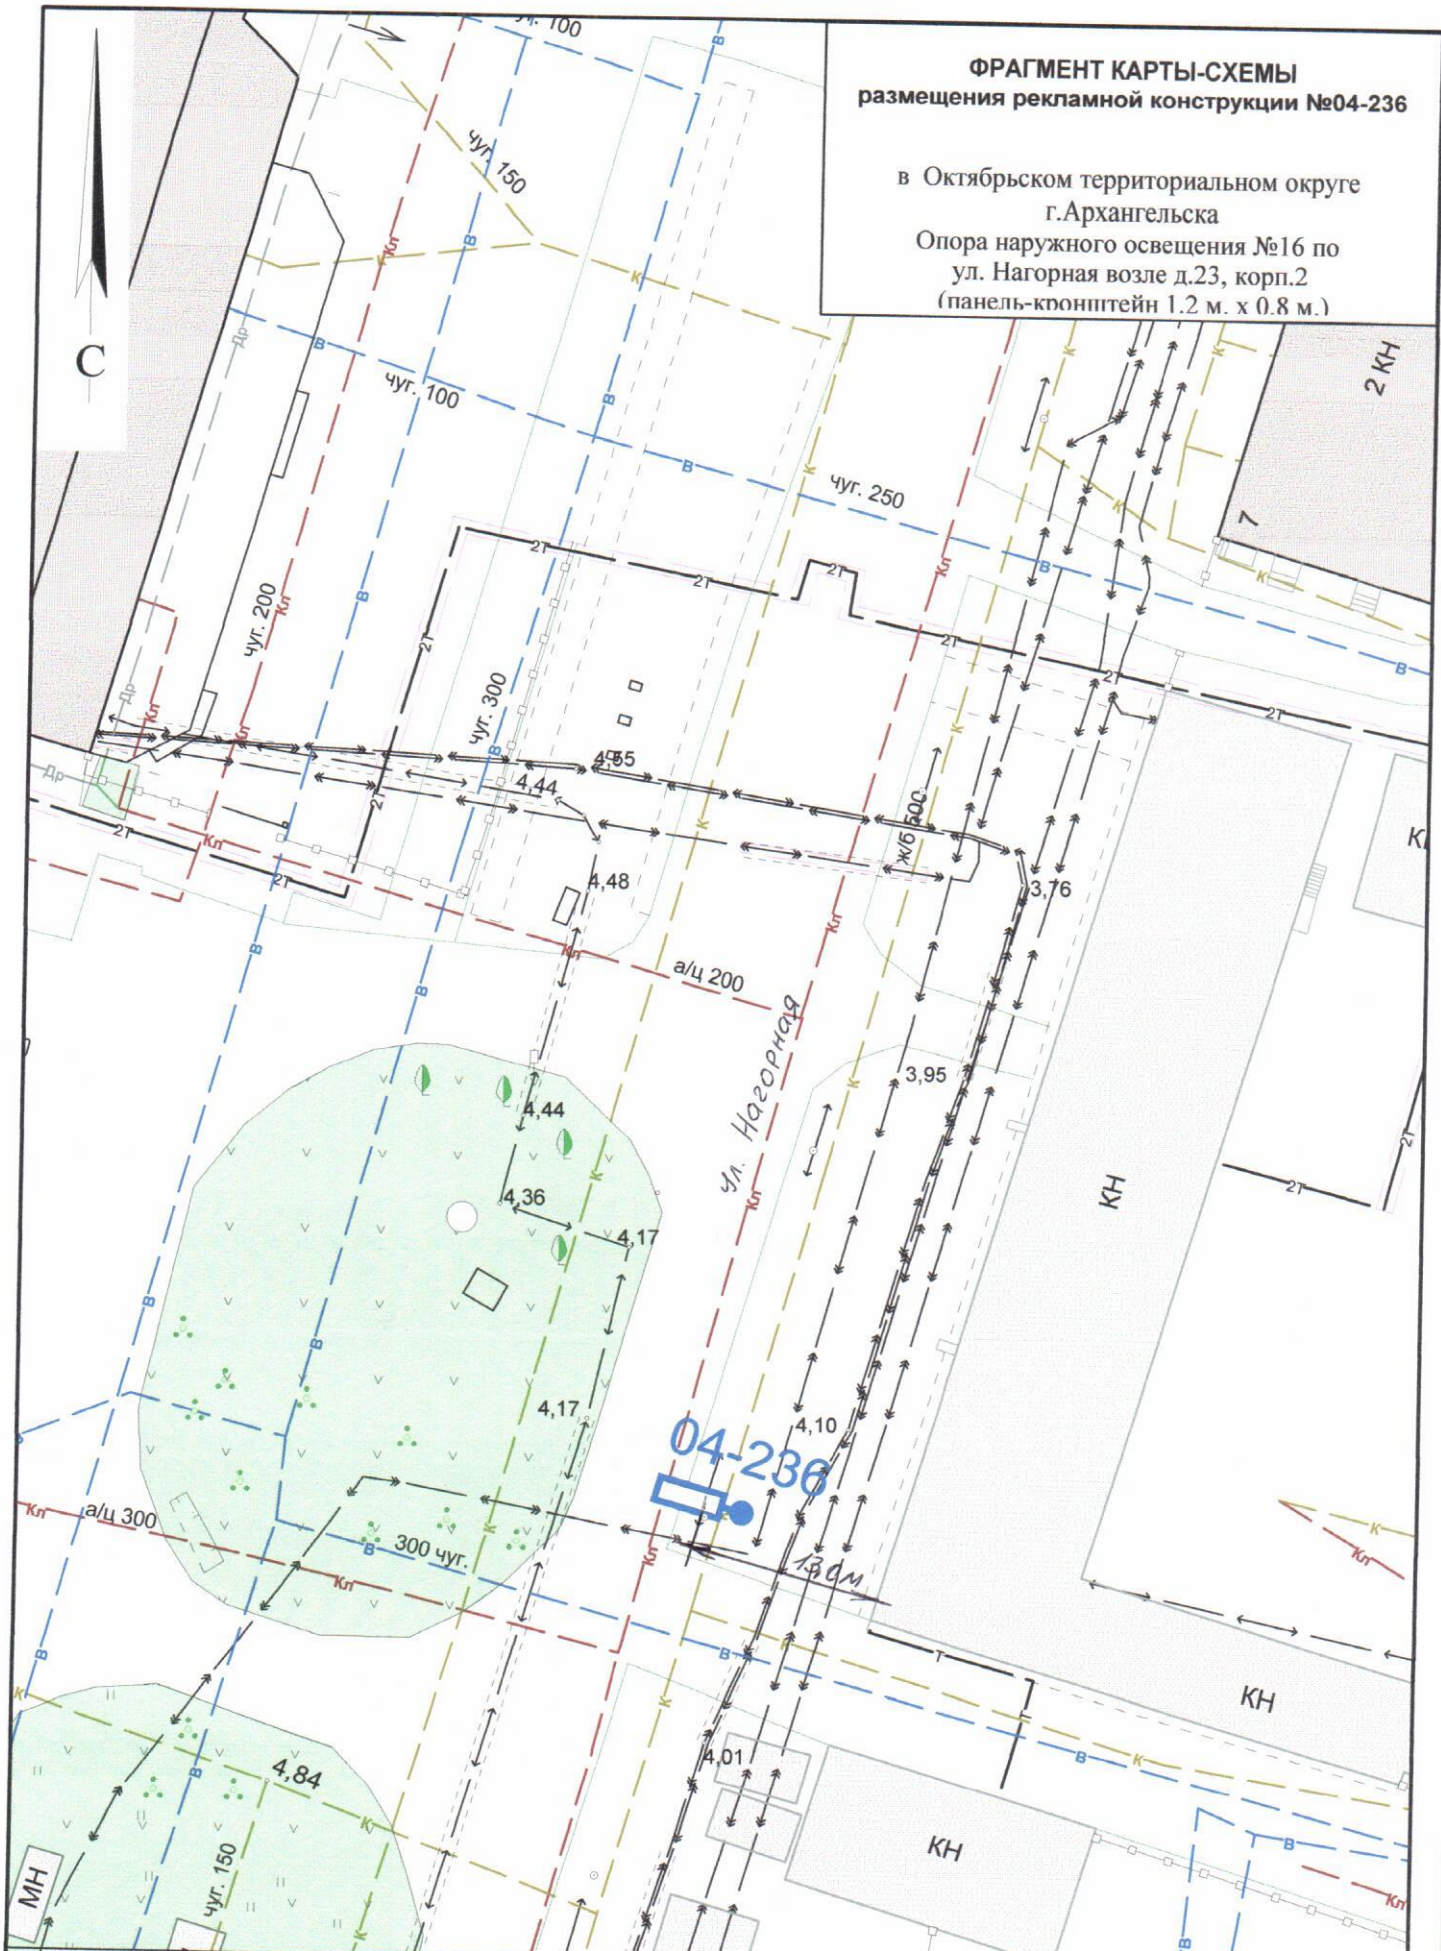 ФРАГМЕНТ КАРТЫ-СХЕМЫ
размещения рекламной конструкции №04-236
в Октябрьском территориальном округе
г.Архангельска
Опора наружного освещения №16 по
ул. Нагорная возле д.23, корп.2
(панель-кронштейн 1.2 м. х 0.8 м.)
С
чуг. 100
чуг. 150
чуг. 100
2 КН
чуг. 250
7
чуг. 200
чуг. 300
4,55
4,44
ж/б 500
4,48
3,76
а/ц 200
ул. Нагорная
3,95
4,44
4,36
4,17
КН
4,17
4,10
04-236
а/ц 300
300 чуг.
КН
4,01
4,84
КН
чуг. 150
МН
В
К
Кл
Др
2Т
Т